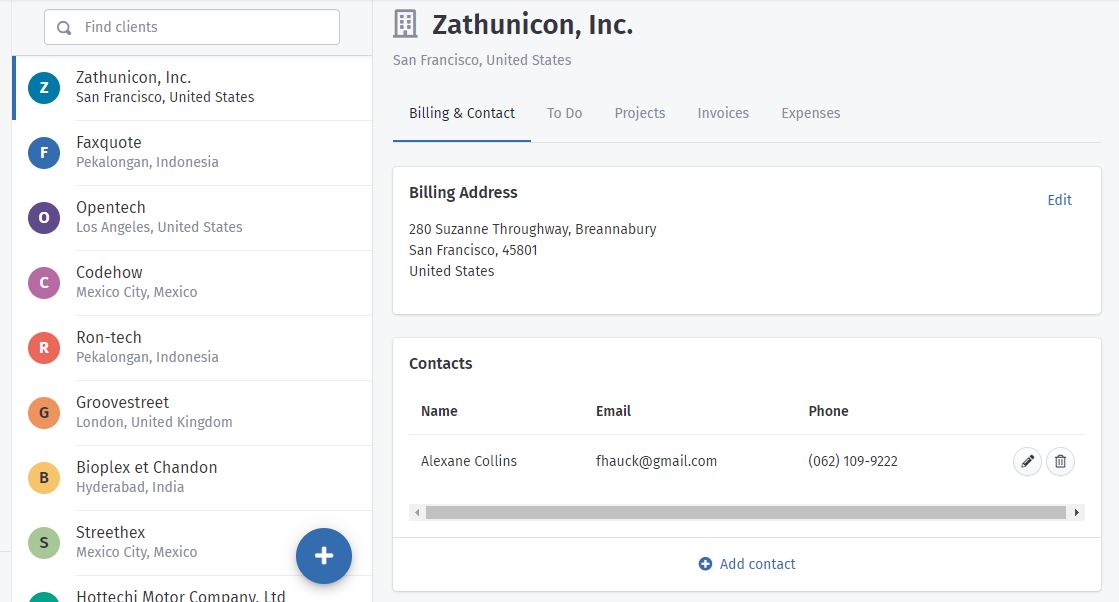 Find clients
Z
Zathunicon, Inc.
San Francisco, United States
F
Faxquote
Pekalongan, Indonesia
O
Opentech
Los Angeles, United States
C
Codehow
Mexico City, Mexico
R
Ron-tech
Pekalongan, Indonesia
G
Groovestreet
London, United Kingdom
B
Bioplex et Chandon
Hyderabad, India
S
Streethex
Mexico City, Mexico
Hottechi Motor Company, Ltd
Zathunicon, Inc.
San Francisco, United States
Billing & Contact To Do Projects Invoices Expenses
Billing Address
Edit
280 Suzanne Throughway, Breannabury
San Francisco, 45801
United States
Contacts
Name Email Phone
Alexane Collins fhauck@gmail.com (062) 109-9222
Add contact